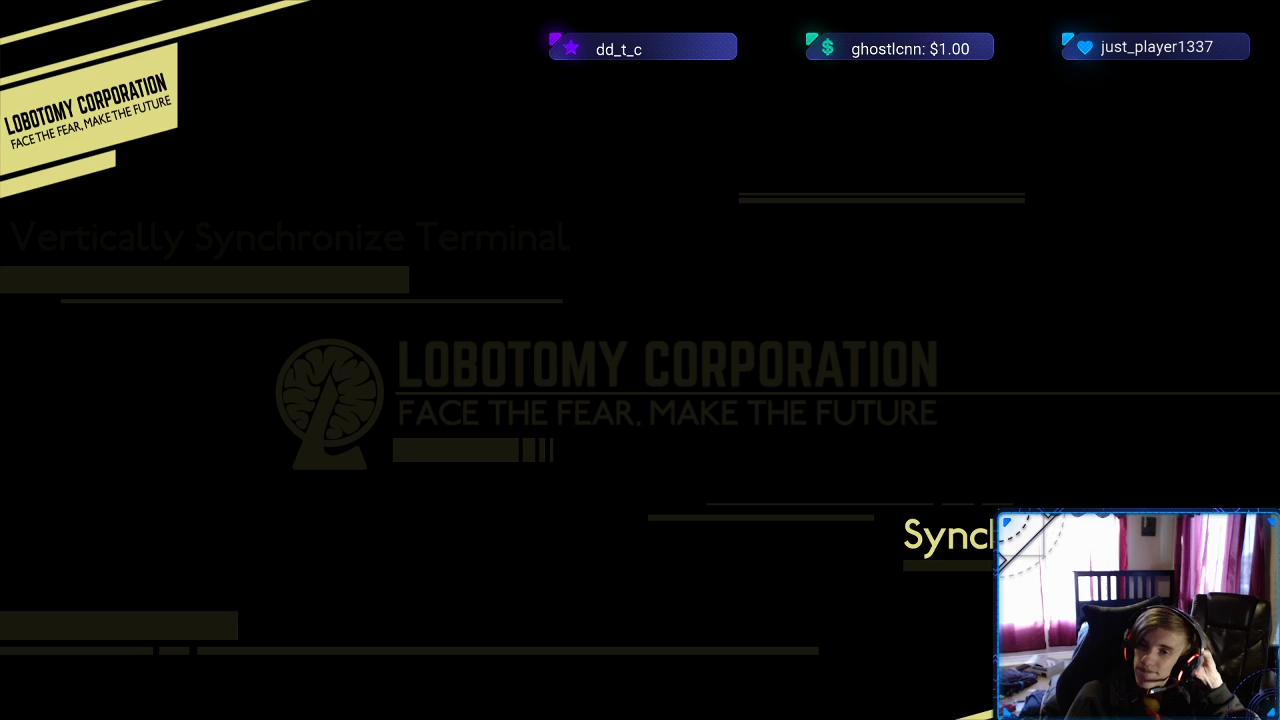 dd_t_c
ghostlcnn: $1.00
just_player1337
LOBOTOMY CORPORATION
FACE THE FEAR, MAKE THE FUTURE
Vertically Synchronize Terminal
LOBOTOMY CORPORATION
FACE THE FEAR, MAKE THE FUTURE